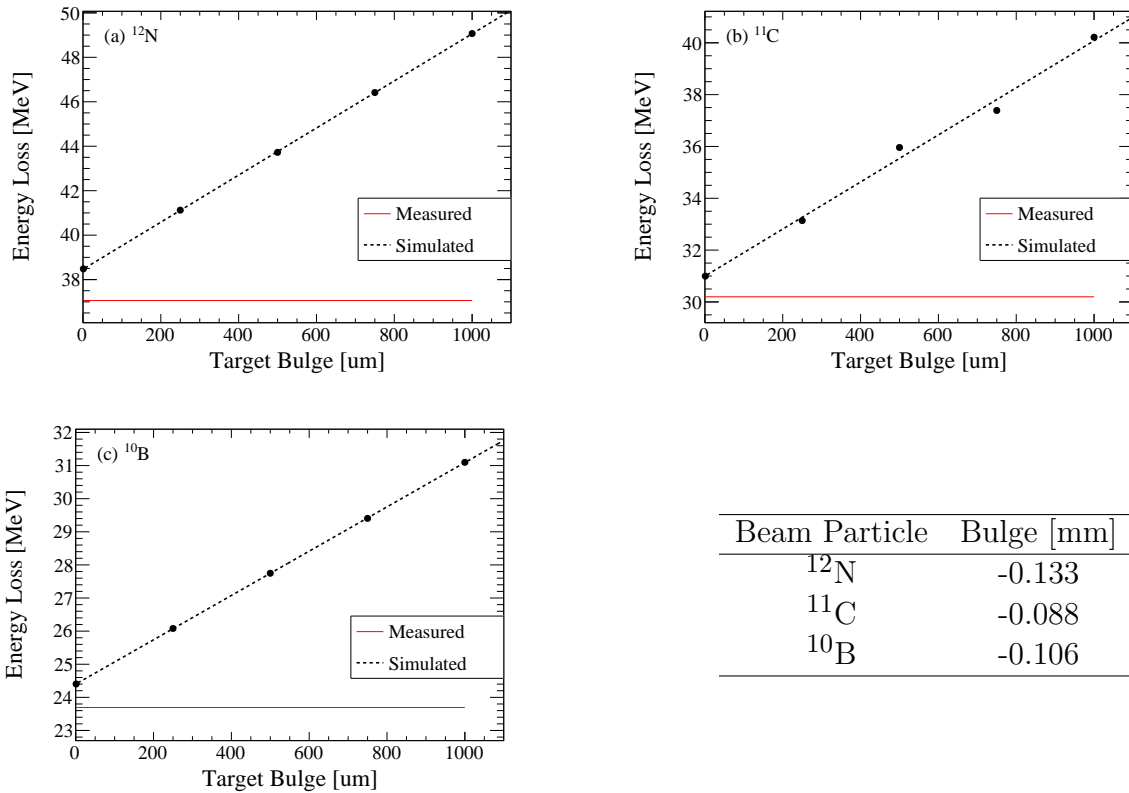 (a) ¹²N
50
48
46
44
42
40
38
Energy Loss [MeV]
Measured
Simulated
0 200 400 600 800 1000
Target Bulge [um]
(b) ¹¹C
40
38
36
34
32
30
Energy Loss [MeV]
Measured
Simulated
0 200 400 600 800 1000
Target Bulge [um]
(c) ¹⁰B
32
31
30
29
28
27
26
25
24
23
Energy Loss [MeV]
Measured
Simulated
0 200 400 600 800 1000
Target Bulge [um]
Beam Particle Bulge [mm]
¹²N -0.133
¹¹C -0.088
¹⁰B -0.106